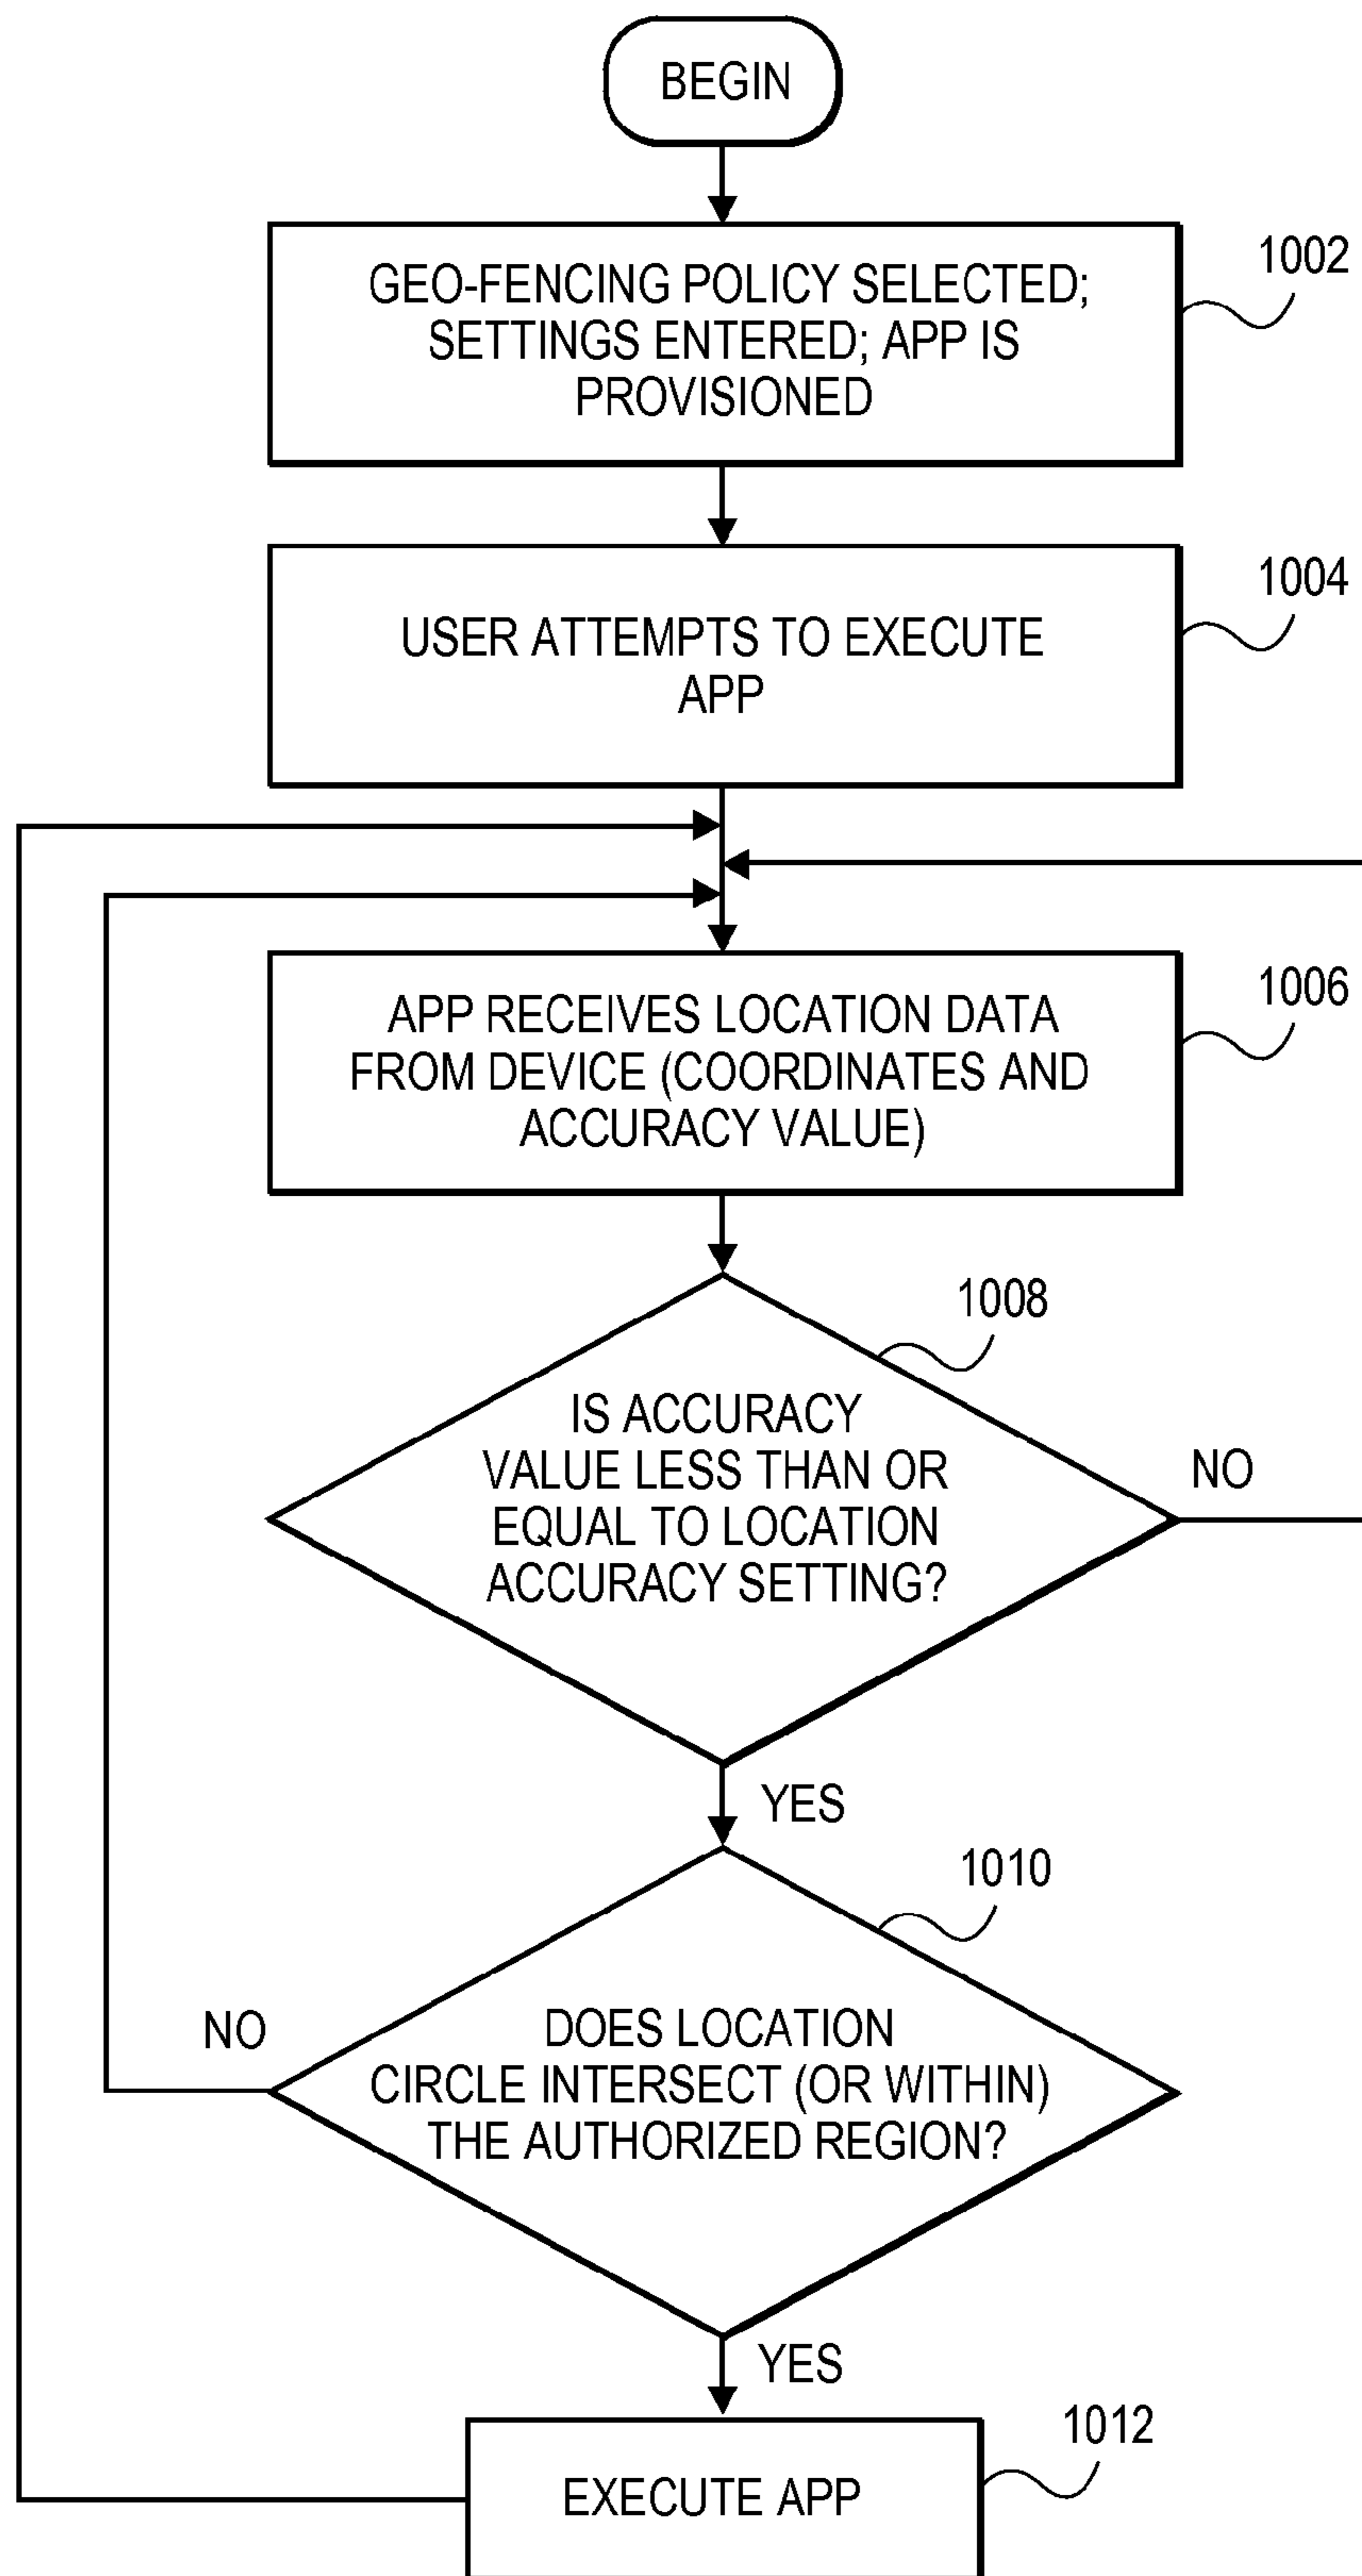 BEGIN
GEO-FENCING POLICY SELECTED;
SETTINGS ENTERED; APP IS
PROVISIONED
1002
USER ATTEMPTS TO EXECUTE
APP
1004
APP RECEIVES LOCATION DATA
FROM DEVICE (COORDINATES AND
ACCURACY VALUE)
1006
1008
IS ACCURACY
VALUE LESS THAN OR
EQUAL TO LOCATION
ACCURACY SETTING?
NO
YES
1010
DOES LOCATION
CIRCLE INTERSECT (OR WITHIN)
THE AUTHORIZED REGION?
NO
YES
1012
EXECUTE APP